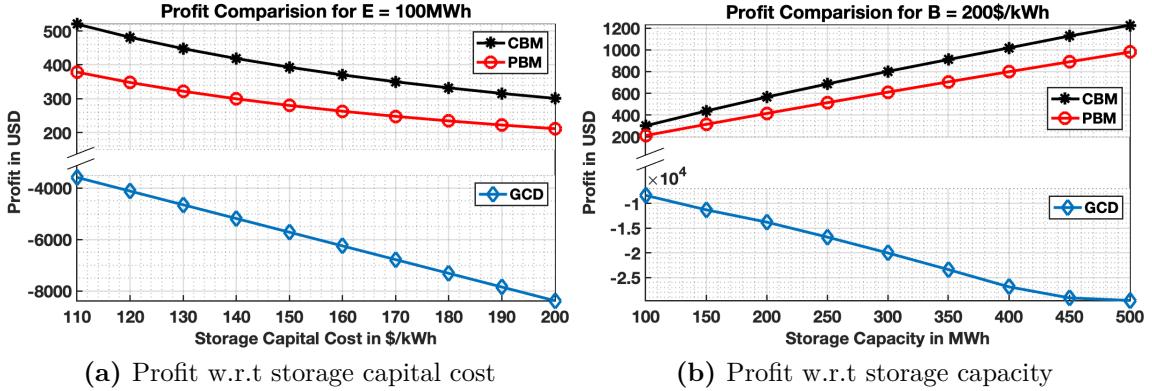 Profit Comparision for E = 100MWh
Profit in USD
500
400
300
200
-4000
-6000
-8000
CBM
PBM
GCD
110 120 130 140 150 160 170 180 190 200
Storage Capital Cost in $/kWh
(a) Profit w.r.t storage capital cost
Profit Comparision for B = 200$/kWh
Profit in USD
1200
1000
800
600
400
200
×10^4
-1
-1.5
-2
-2.5
CBM
PBM
GCD
100 150 200 250 300 350 400 450 500
Storage Capacity in MWh
(b) Profit w.r.t storage capacity